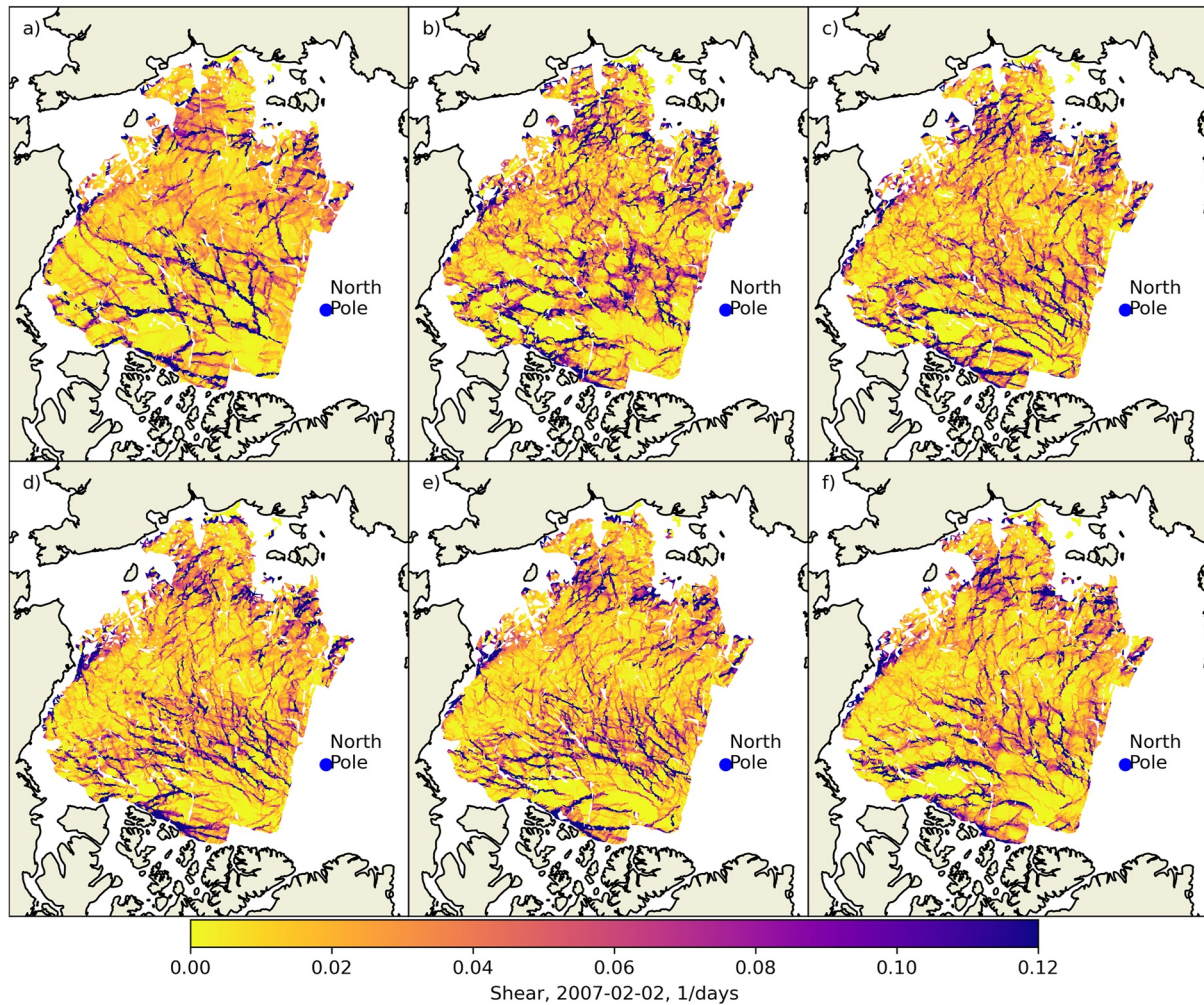 a)
b)
c)
North
Pole
North
Pole
North
Pole
d)
e)
f)
North
Pole
North
Pole
North
Pole
0.00 0.02 0.04 0.06 0.08 0.10 0.12
Shear, 2007-02-02, 1/days